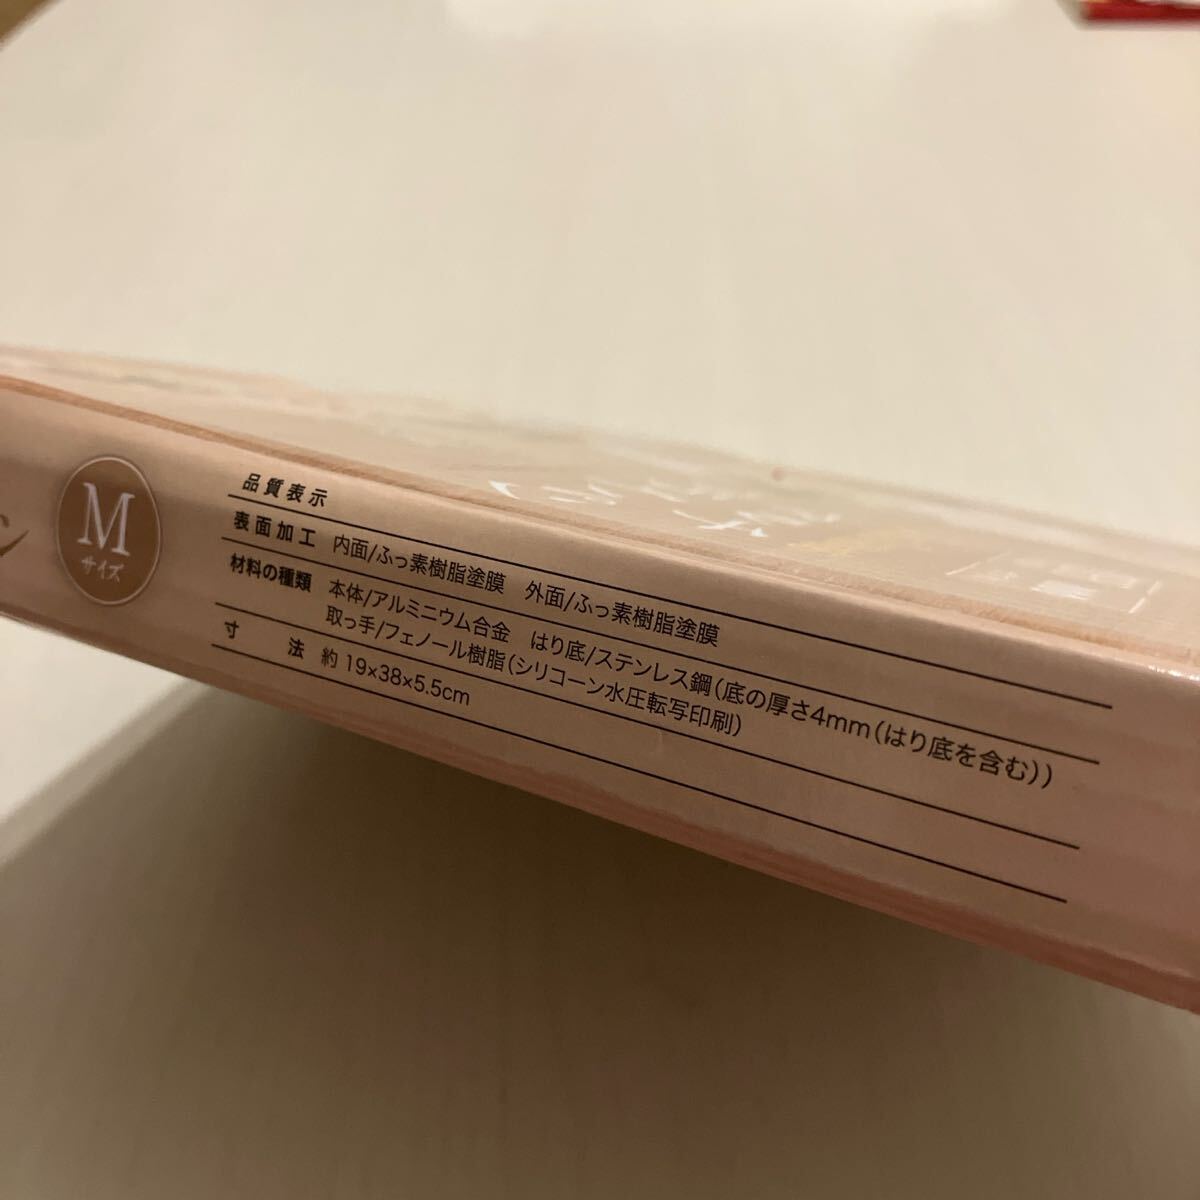 M
サイズ
品質表示
表面加工 内面/ふっ素樹脂塗膜 外面/ふっ素樹脂塗膜
材料の種類 本体/アルミニウム合金 はり底/ステンレス鋼(底の厚さ4mm(はり底を含む))
取っ手/フェノール樹脂(シリコーン水圧転写印刷)
寸法 約19×38×5.5cm